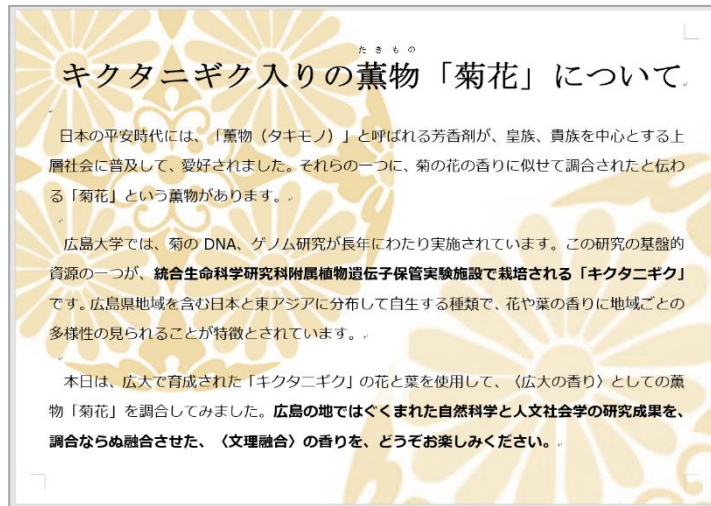 たきもの
キクタニギク入りの薫物「菊花」について
日本の平安時代には、「薫物（タキモノ）」と呼ばれる芳香剤が、皇族、貴族を中心とする上
層社会に普及して、愛好されました。それらの一つに、菊の花の香りに似せて調合されたと伝わ
る「菊花」という薫物があります。
広島大学では、菊の DNA、ゲノム研究が長年にわたり実施されています。この研究の基盤的
資源の一つが、統合生命科学研究科附属植物遺伝子保管実験施設で栽培される「キクタニギク」
です。広島県地域を含む日本と東アジアに分布して自生する種類で、花や葉の香りに地域ごとの
多様性の見られることが特徴とされています。
本日は、広大で育成された「キクタニギク」の花と葉を使用して、〈広大の香り〉としての薫
物「菊花」を調合してみました。広島の地ではぐくまれた自然科学と人文社会学の研究成果を、
調合ならぬ融合させた、〈文理融合〉の香りを、どうぞお楽しみください。